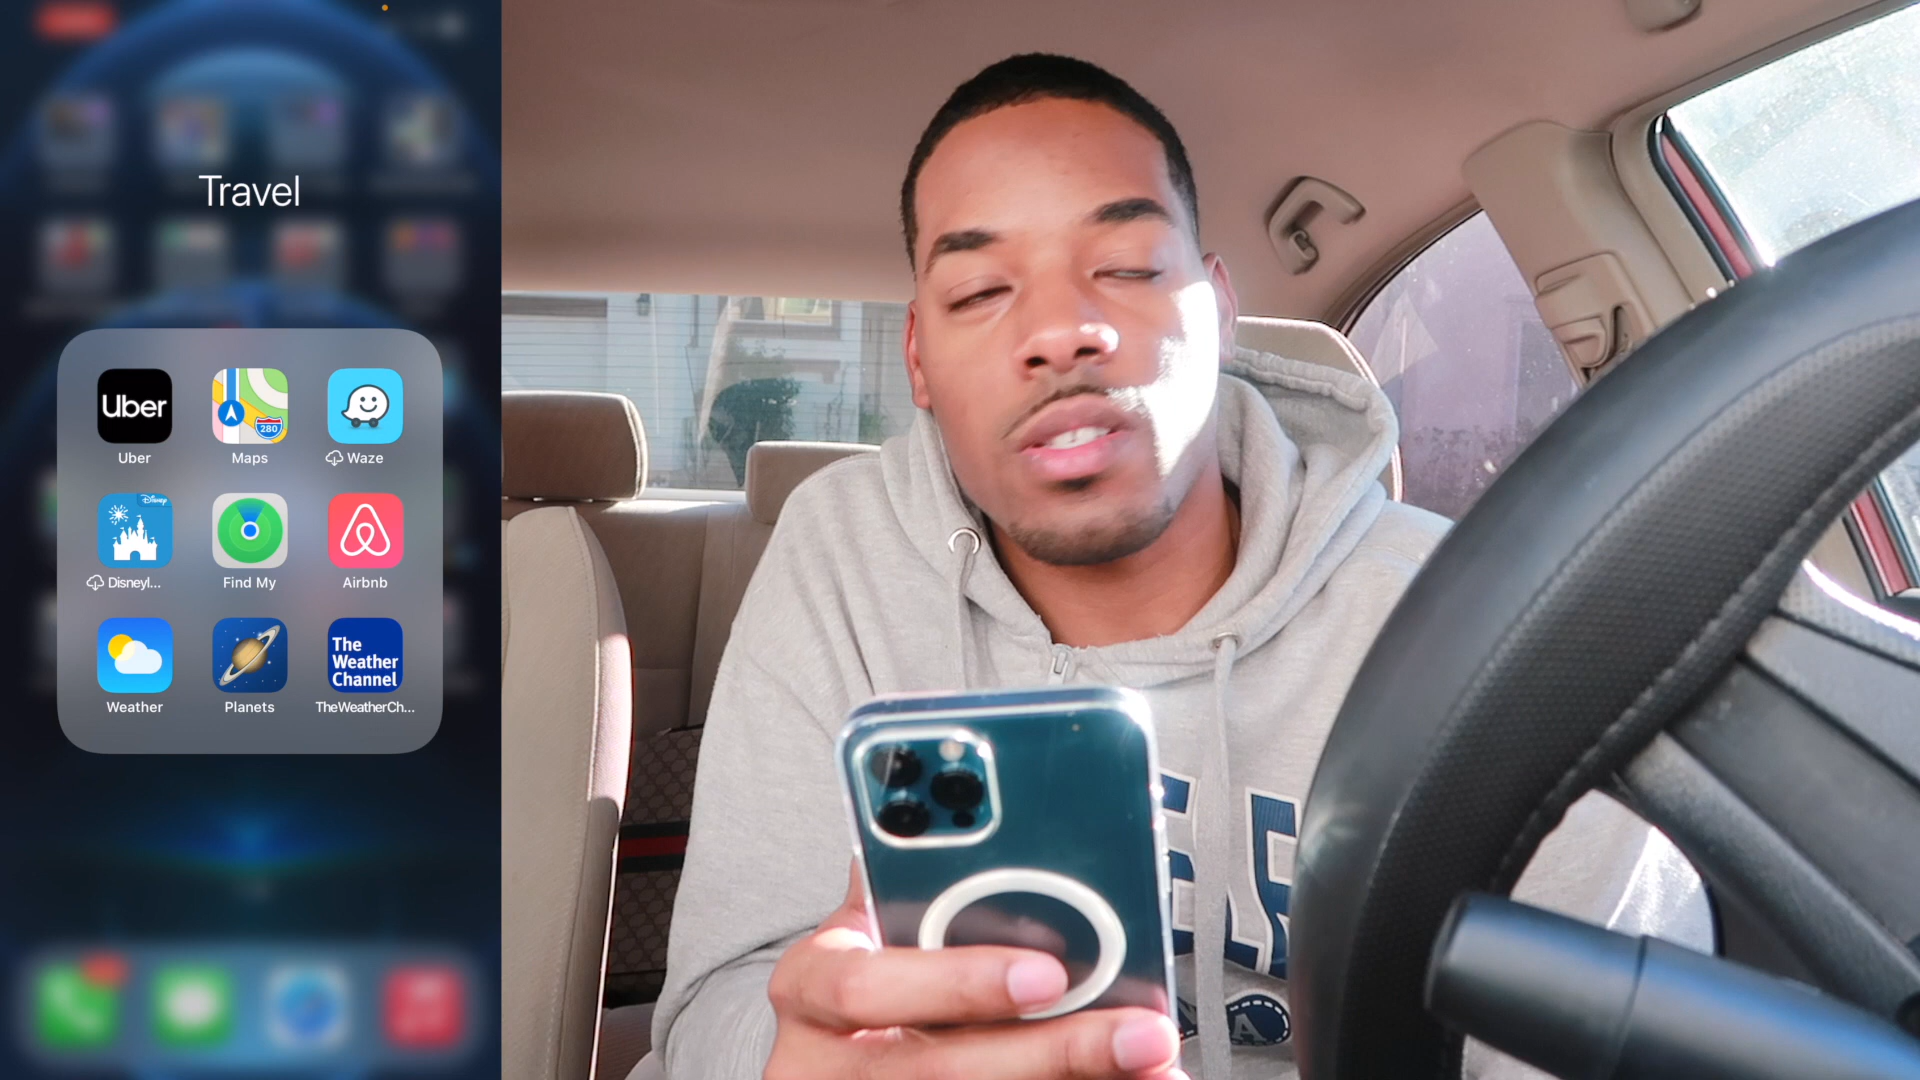 Travel
Uber
280
Uber
Maps
Waze
Disney
Disneyl...
Find My
Airbnb
The
Weather
Channel
Weather
Planets
TheWeatherCh...